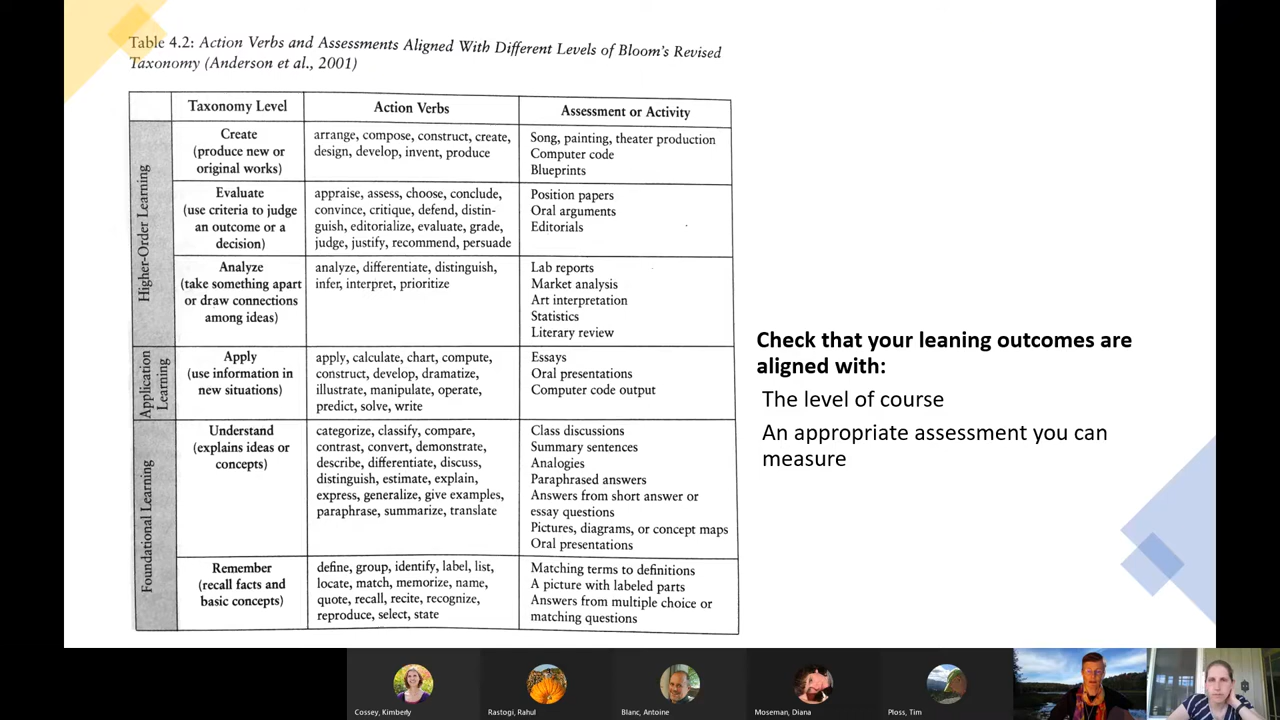 Table 4.2: Action Verbs and Assessments Aligned With Different Levels of Bloom's Revised
Taxonomy (Anderson et al., 2001)
Taxonomy Level
Action Verbs
Assessment or Activity
Higher-Order Learning
Create
(produce new or
original works)
arrange, compose, construct, create,
design, develop, invent, produce
Song, painting, theater production
Computer code
Blueprints
Evaluate
(use criteria to judge
an outcome or a
decision)
appraise, assess, choose, conclude,
convince, critique, defend, distin-
guish, editorialize, evaluate, grade,
judge, justify, recommend, persuade
Position papers
Oral arguments
Editorials
Analyze
(take something apart
or draw connections
among ideas)
analyze, differentiate, distinguish,
infer, interpret, prioritize
Lab reports
Market analysis
Art interpretation
Statistics
Literary review
Application
Learning
Apply
(use information in
new situations)
apply, calculate, chart, compute,
construct, develop, dramatize,
illustrate, manipulate, operate,
predict, solve, write
Essays
Oral presentations
Computer code output
Foundational Learning
Understand
(explains ideas or
concepts)
categorize, classify, compare,
contrast, convert, demonstrate,
describe, differentiate, discuss,
distinguish, estimate, explain,
express, generalize, give examples,
paraphrase, summarize, translate
Class discussions
Summary sentences
Analogies
Paraphrased answers
Answers from short answer or
essay questions
Pictures, diagrams, or concept maps
Oral presentations
Remember
(recall facts and
basic concepts)
define, group, identify, label, list,
locate, match, memorize, name,
quote, recall, recite, recognize,
reproduce, select, state
Matching terms to definitions
A picture with labeled parts
Answers from multiple choice or
matching questions
Check that your leaning outcomes are
aligned with:
The level of course
An appropriate assessment you can
measure
Cossey, Kimberly
Rastogi, Rahul
Blanc, Antoine
Moseman, Diana
Ploss, Tim